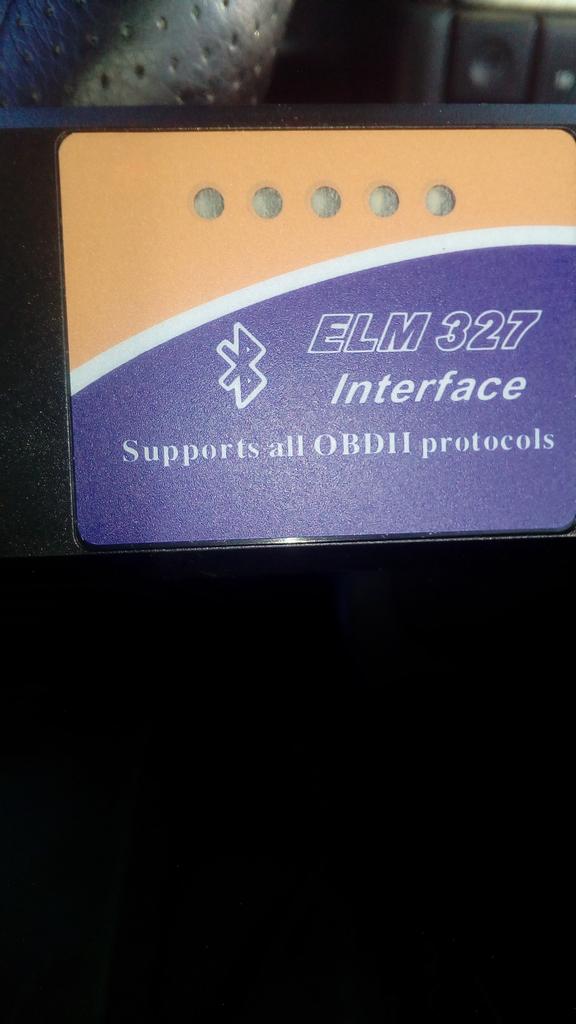 ELM 327
Interface
Supports all OBDII protocols